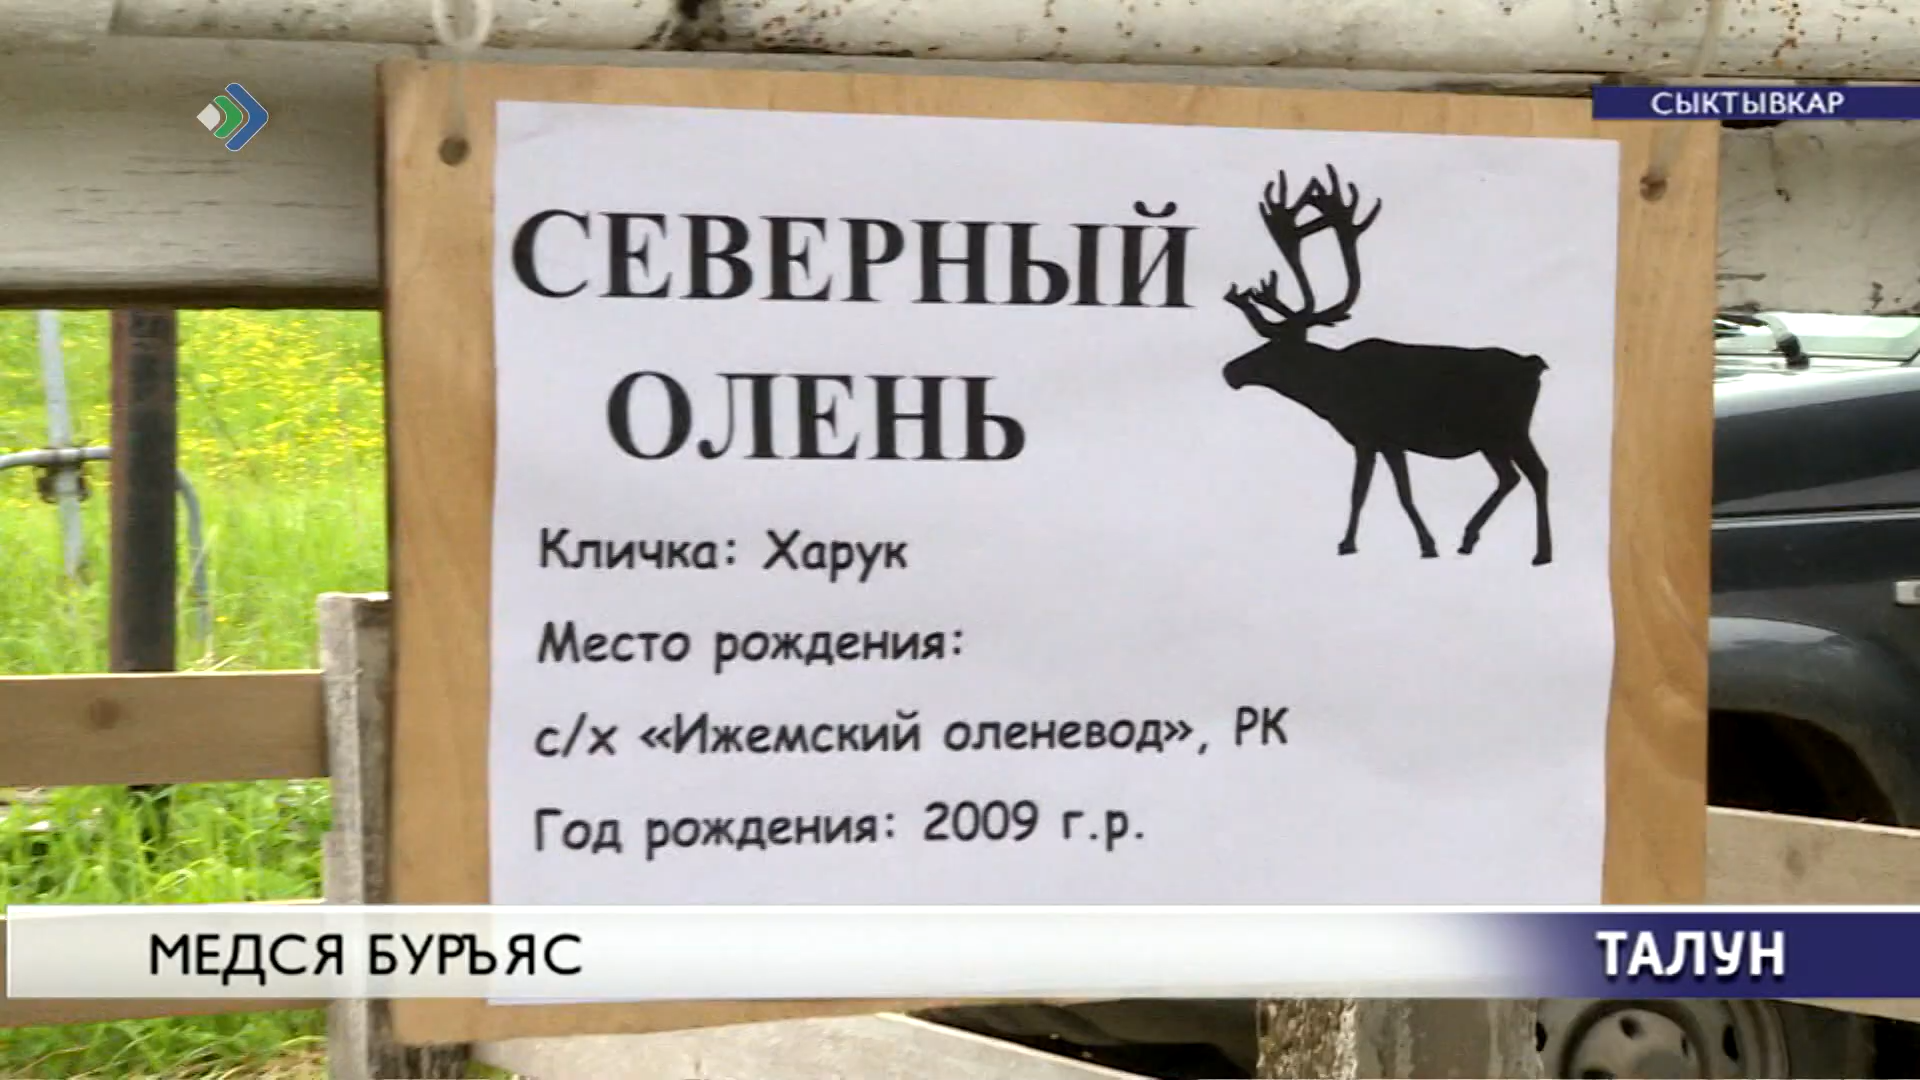 СЫКТЫВКАР
СЕВЕРНЫЙ
ОЛЕНЬ
Кличка: Харук
Место рождения:
с/х «Ижемский оленевод», РК
Год рождения: 2009 г.р.
МЕДСЯ БУРЪЯС
ТАЛУН